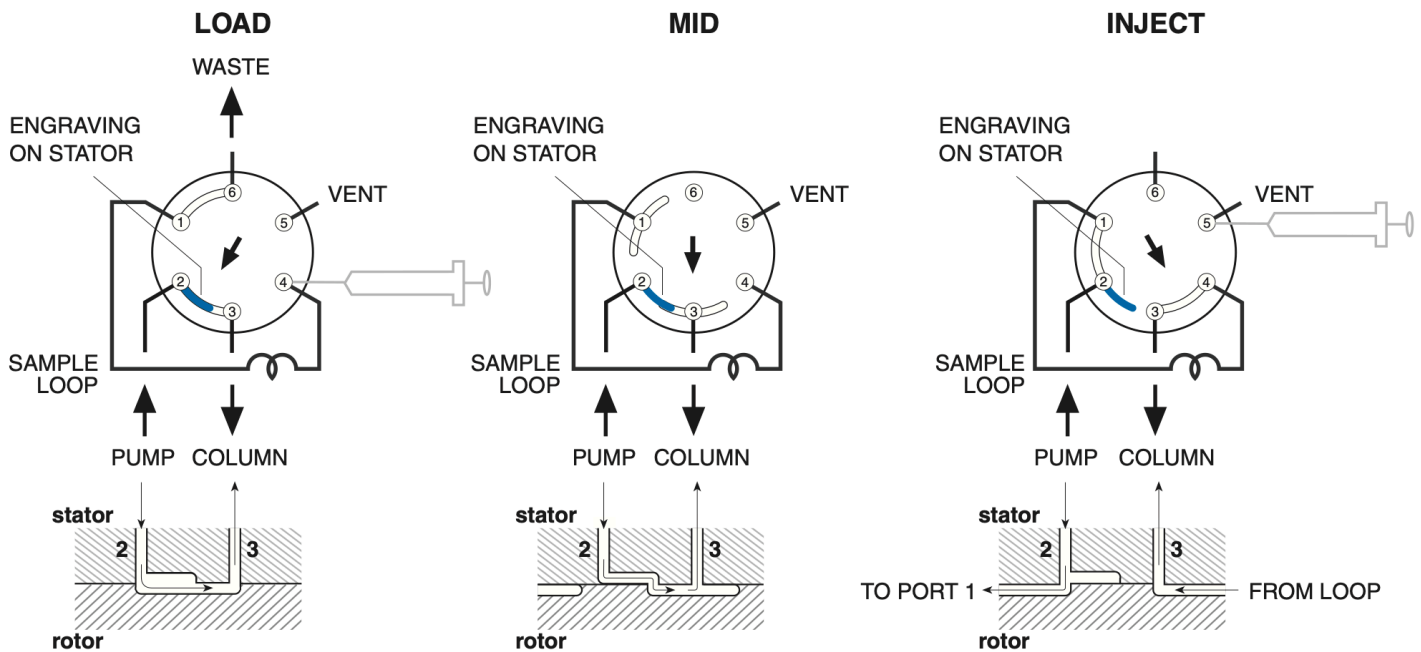 LOAD
WASTE
ENGRAVING
ON STATOR
VENT
6
1
5
2
4
3
SAMPLE
LOOP
PUMP
COLUMN
stator
2
3
rotor
MID
ENGRAVING
ON STATOR
VENT
6
1
5
2
4
3
SAMPLE
LOOP
PUMP
COLUMN
stator
2
3
rotor
INJECT
ENGRAVING
ON STATOR
VENT
6
1
5
2
4
3
SAMPLE
LOOP
PUMP
COLUMN
stator
2
3
TO PORT 1
FROM LOOP
rotor